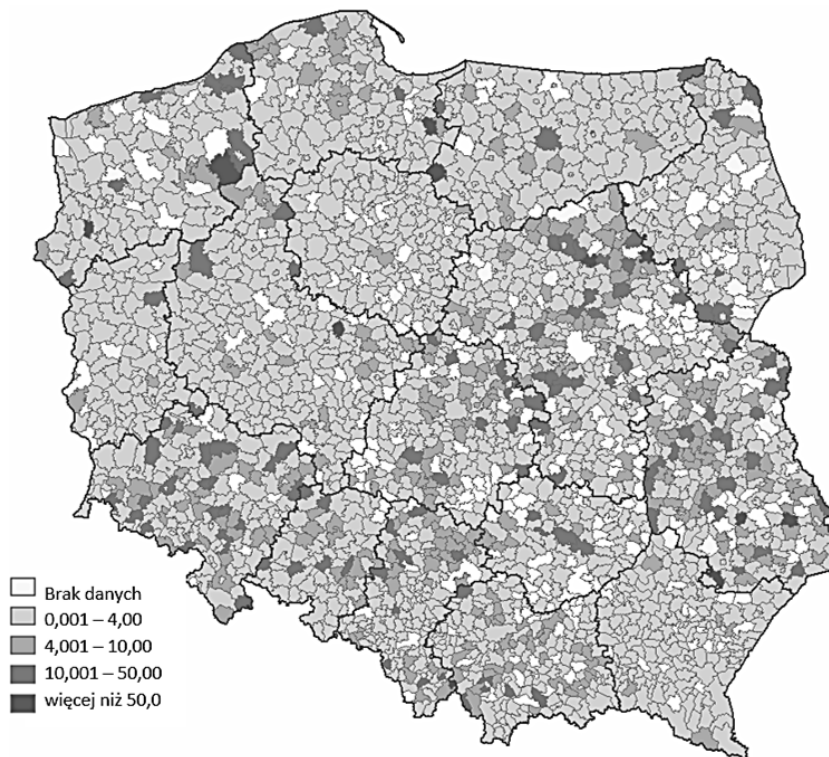 Brak danych
0,001 – 4,00
4,001 – 10,00
10,001 – 50,00
więcej niż 50,0